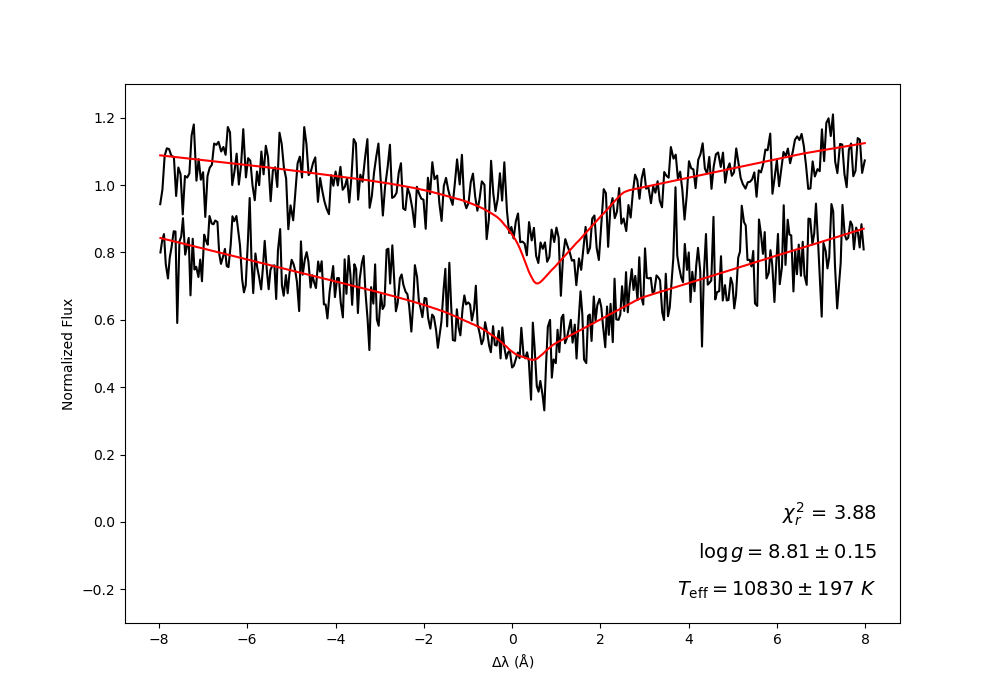 1.2
1.0
0.8
0.6
0.4
0.2
0.0
−0.2
Normalized Flux
χ²ᵣ = 3.88
log g = 8.81 ± 0.15
T_eff = 10830 ± 197 K
−8 −6 −4 −2 0 2 4 6 8
Δλ (Å)